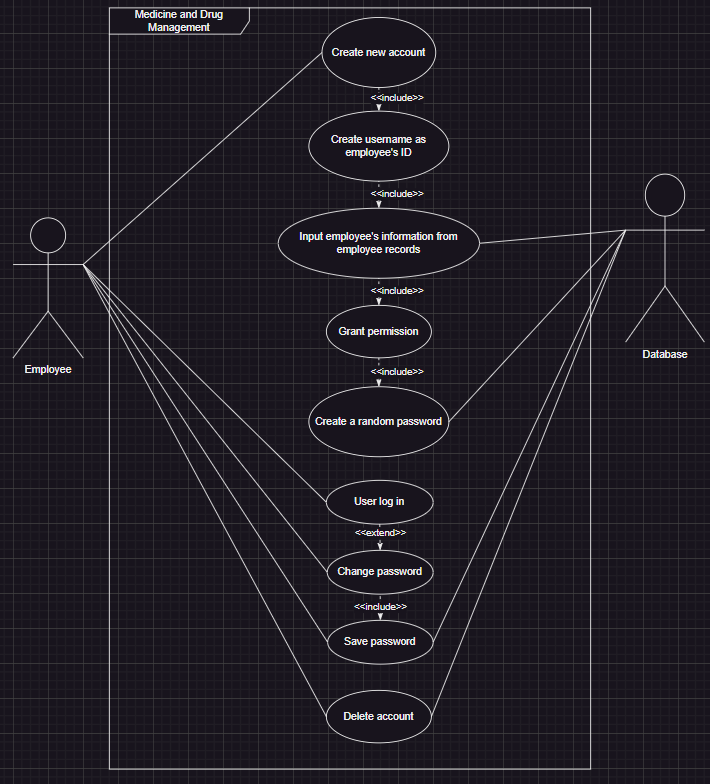 Medicine and Drug
Management
Create new account
<<include>>
Create username as
employee's ID
<<include>>
Input employee's information from
employee records
<<include>>
Grant permission
<<include>>
Create a random password
User log in
<<extend>>
Change password
<<include>>
Save password
Delete account
Employee
Database